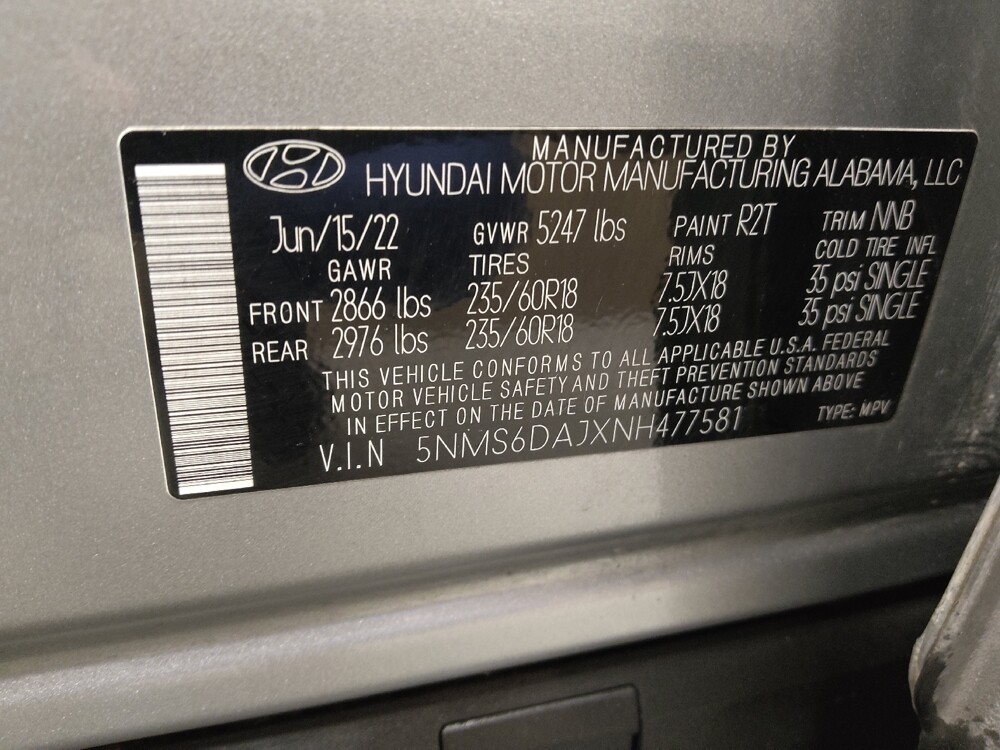 MANUFACTURED BY
HYUNDAI MOTOR MANUFACTURING ALABAMA, LLC
Jun/15/22 GVWR 5247 lbs PAINT R2T TRIM NNB
GAWR TIRES RIMS COLD TIRE INFL
FRONT 2866 lbs 235/60R18 7.5JX18 35 psi SINGLE
REAR 2976 lbs 235/60R18 7.5JX18 35 psi SINGLE
THIS VEHICLE CONFORMS TO ALL APPLICABLE U.S.A. FEDERAL
MOTOR VEHICLE SAFETY AND THEFT PREVENTION STANDARDS
IN EFFECT ON THE DATE OF MANUFACTURE SHOWN ABOVE
V.I.N 5NMS6DAJXNH477581 TYPE: MPV